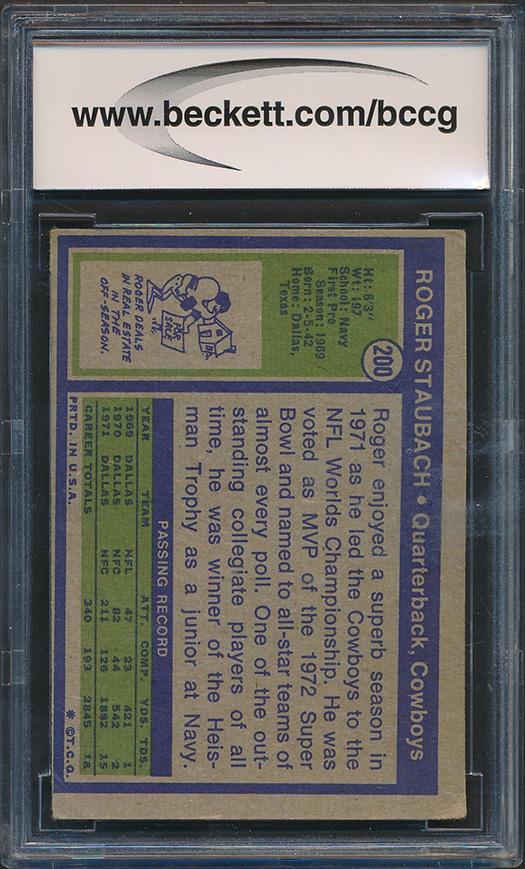 www.beckett.com/bccg
ROGER STAUBACH • Quarterback, Cowboys
200
Ht: 6'3"
Wt: 197
School: Navy
First Pro
Season: 1969
Born: 2-5-42
Home: Dallas,
Texas
FOR
SALE
ROGER DEALS
IN REAL ESTATE
IN THE
OFF-SEASON.
Roger enjoyed a superb season in
1971 as he led the Cowboys to the
NFL Worlds Championship. He was
voted as MVP of the 1972 Super
Bowl and named to all-star teams of
almost every poll. One of the out-
standing collegiate players of all
time, he was winner of the Heis-
man Trophy as a junior at Navy.
PASSING RECORD
YEAR TEAM ATT. COMP. YDS. TDS.
1969 DALLAS NFL 47 23 421 1
1970 DALLAS NFC 82 44 542 2
1971 DALLAS NFC 211 126 1882 15
CAREER TOTALS 340 193 2845 18
PRTD. IN U.S.A. * ©T.C.G.